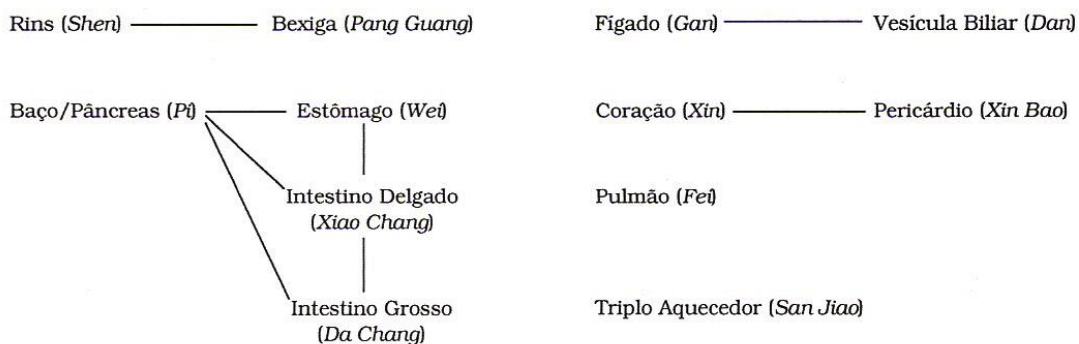 Rins (Shen) Bexiga (Pang Guang)
Baço/Pâncreas (Pi) Estômago (Wei)
Intestino Delgado
(Xiao Chang)
Intestino Grosso
(Da Chang)
Fígado (Gan) Vesícula Biliar (Dan)
Coração (Xin) Pericárdio (Xin Bao)
Pulmão (Fei)
Triplo Aquecedor (San Jiao)